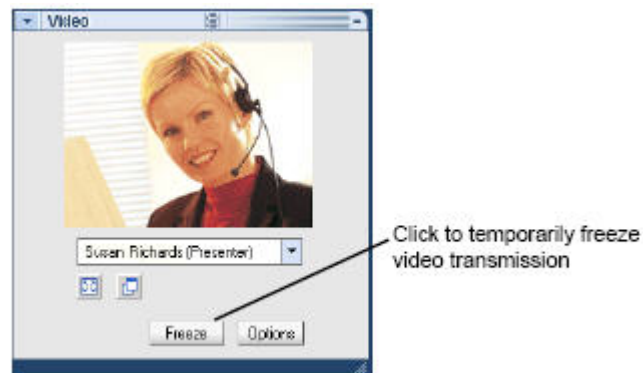 Video
Susan Richards (Presenter)
Click to temporarily freeze
video transmission
Freeze
Options